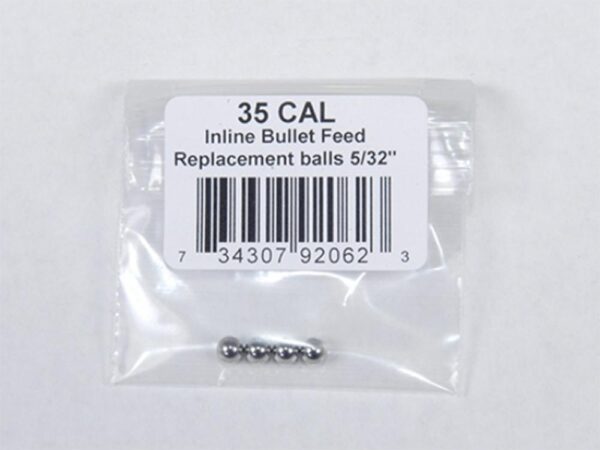 35 CAL
Inline Bullet Feed
Replacement balls 5/32"
7 34307 92062 3